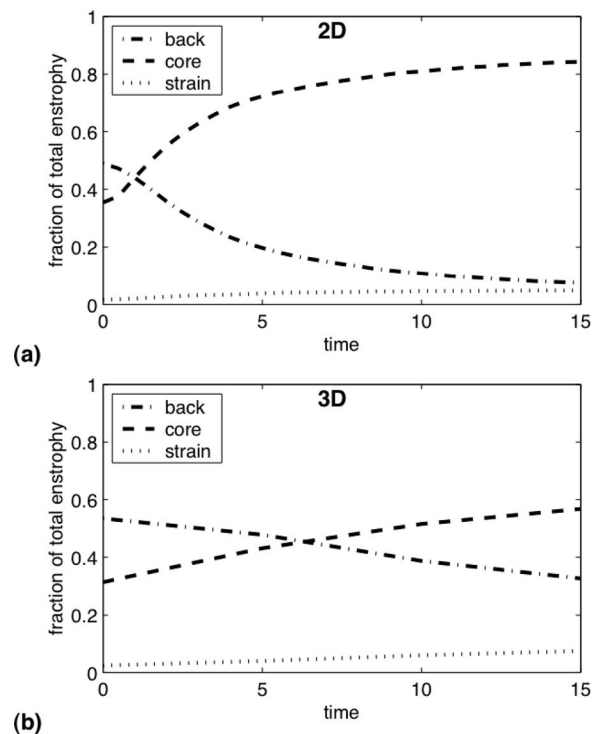 1
2D
back
core
strain
0.8
0.6
0.4
0.2
0
fraction of total enstrophy
0
5
10
15
time
(a)
1
3D
back
core
strain
0.8
0.6
0.4
0.2
0
fraction of total enstrophy
0
5
10
15
time
(b)